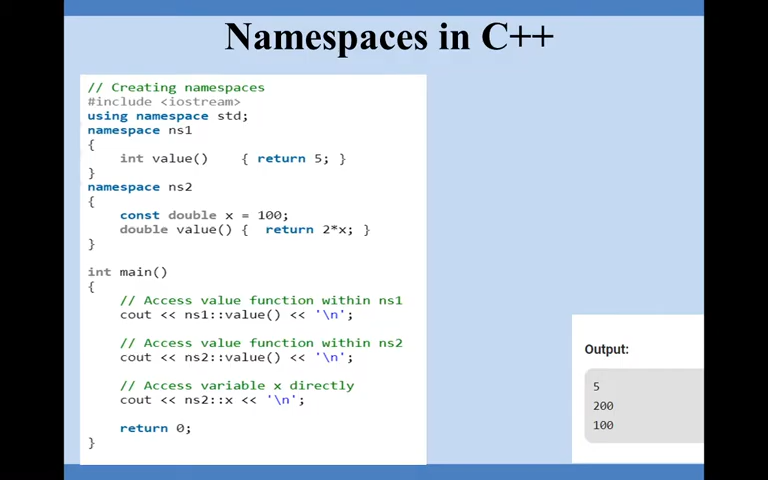 Namespaces in C++
// Creating namespaces
#include <iostream>
using namespace std;
namespace ns1
{
    int value()    { return 5; }
}
namespace ns2
{
    const double x = 100;
    double value() {  return 2*x; }
}

int main()
{
    // Access value function within ns1
    cout << ns1::value() << '\n';

    // Access value function within ns2
    cout << ns2::value() << '\n';

    // Access variable x directly
    cout << ns2::x << '\n';

    return 0;
}
Output:
5
200
100